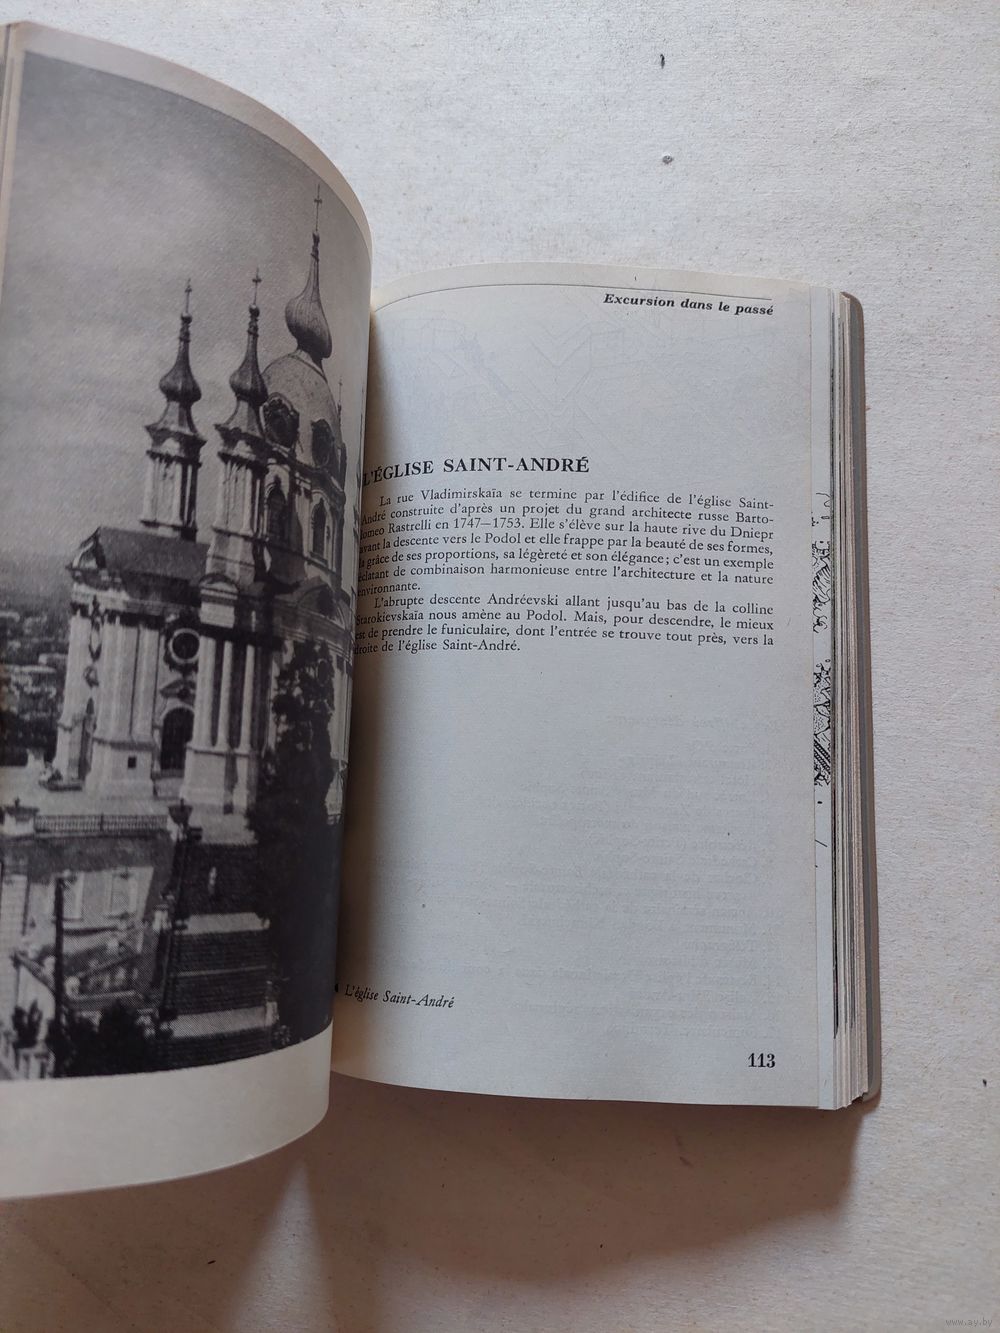 Excursion dans le passé
L'ÉGLISE SAINT-ANDRÉ
La rue Vladimirskaïa se termine par l'édifice de l'église Saint-
André construite d'après un projet du grand architecte russe Barto-
lomeo Rastrelli en 1747—1753. Elle s'élève sur la haute rive du Dniepr
avant la descente vers le Podol et elle frappe par la beauté de ses formes,
la grâce de ses proportions, sa légèreté et son élégance; c'est un exemple
éclatant de combinaison harmonieuse entre l'architecture et la nature
environnante.
L'abrupte descente Andréevski allant jusqu'au bas de la colline
Starokievskaïa nous amène au Podol. Mais, pour descendre, le mieux
est de prendre le funiculaire, dont l'entrée se trouve tout près, vers la
droite de l'église Saint-André.
L'église Saint-André
113
www.ay.by